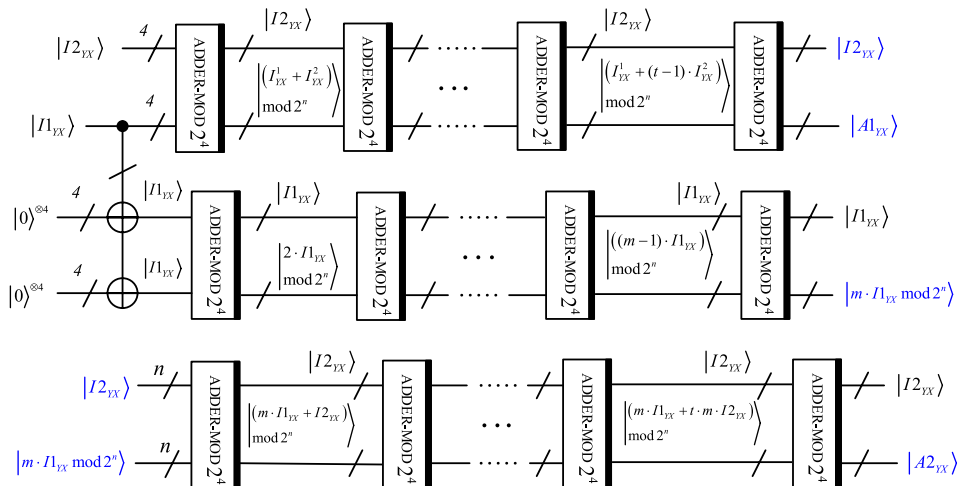 |I2_YX⟩ 4 ADDER-MOD 2^4 |I2_YX⟩ ADDER-MOD 2^4 ..... ADDER-MOD 2^4 |I2_YX⟩ ADDER-MOD 2^4 |I2_YX⟩
|(I^1_YX + I^2_YX) mod 2^n⟩ ... |(I^1_YX + (t−1)·I^2_YX) mod 2^n⟩
|I1_YX⟩ 4 ..... |A1_YX⟩
|0⟩^⊗4 4 |I1_YX⟩ ADDER-MOD 2^4 |I1_YX⟩ ADDER-MOD 2^4 ..... ADDER-MOD 2^4 |I1_YX⟩ ADDER-MOD 2^4 |I1_YX⟩
|2·I1_YX mod 2^n⟩ ... |((m−1)·I1_YX) mod 2^n⟩
|0⟩^⊗4 4 |I1_YX⟩ ..... |m·I1_YX mod 2^n⟩
|I2_YX⟩ n ADDER-MOD 2^4 |I2_YX⟩ ADDER-MOD 2^4 ..... ADDER-MOD 2^4 |I2_YX⟩ ADDER-MOD 2^4 |I2_YX⟩
|(m·I1_YX + I2_YX) mod 2^n⟩ ... |(m·I1_YX + t·m·I2_YX) mod 2^n⟩
|m·I1_YX mod 2^n⟩ n ..... |A2_YX⟩